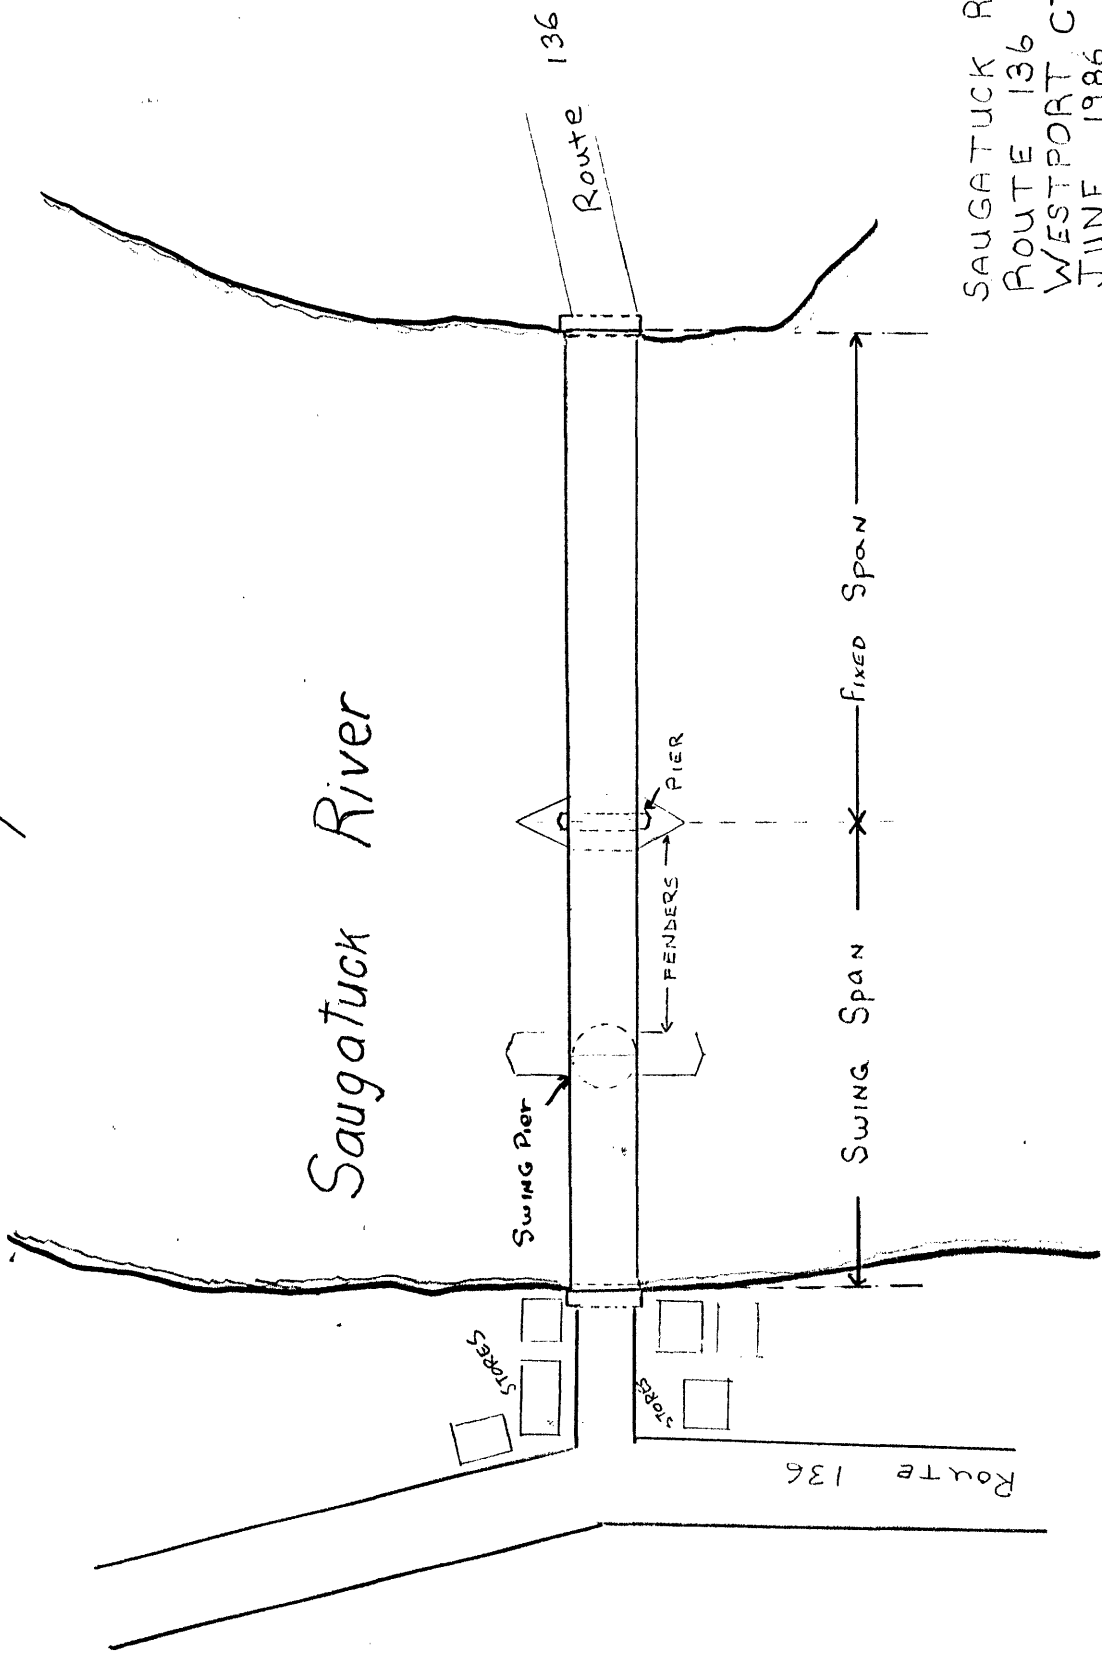 Saugatuck River
136
Route
SWING Pier
PIER
FENDERS
STORES
STORES
SWING Span
FIXED Span
Route 136
SAUGATUCK
ROUTE 136
WESTPORT
JUNE 1986